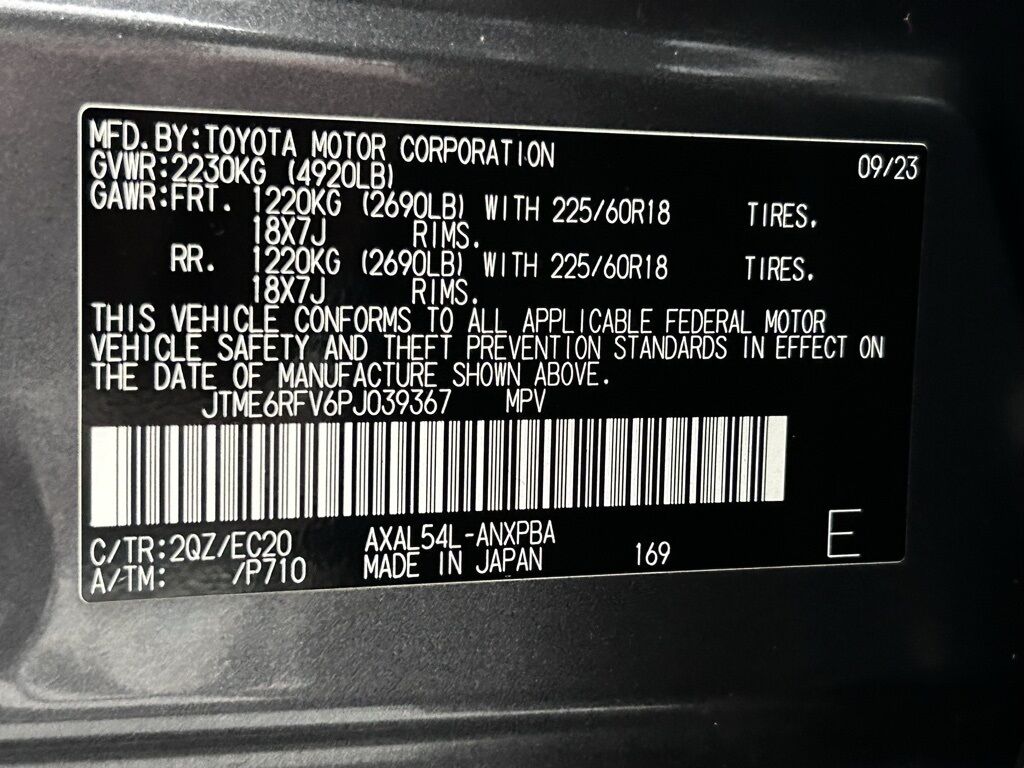 MFD.BY:TOYOTA MOTOR CORPORATION 09/23
GVWR:2230KG (4920LB)
GAWR:FRT. 1220KG (2690LB) WITH 225/60R18 TIRES.
18X7J RIMS.
RR. 1220KG (2690LB) WITH 225/60R18 TIRES.
18X7J RIMS.
THIS VEHICLE CONFORMS TO ALL APPLICABLE FEDERAL MOTOR
VEHICLE SAFETY AND THEFT PREVENTION STANDARDS IN EFFECT ON
THE DATE OF MANUFACTURE SHOWN ABOVE.
JTME6RFV6PJ039367 MPV
C/TR:2QZ/EC20 AXAL54L-ANXPBA
A/TM: /P710 MADE IN JAPAN 169 E